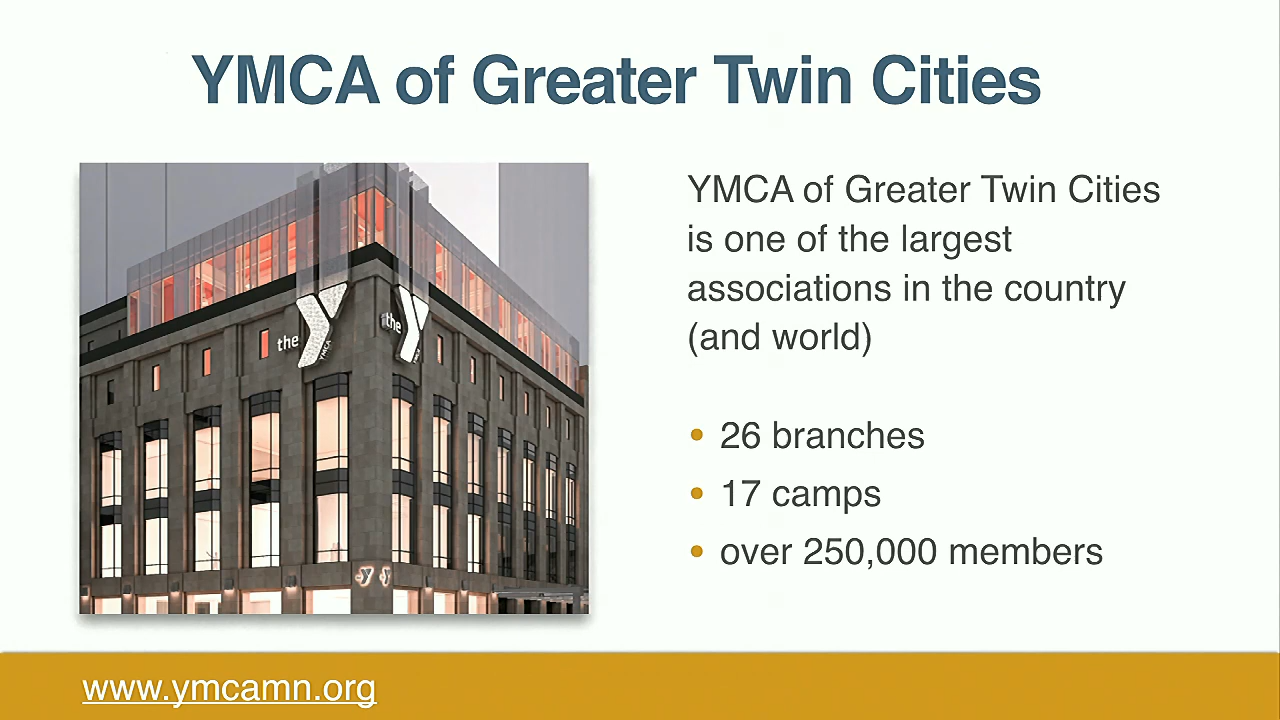 YMCA of Greater Twin Cities
YMCA of Greater Twin Cities
is one of the largest
associations in the country
(and world)
• 26 branches
• 17 camps
• over 250,000 members
the Y YMCA
the Y
Y Y
www.ymcamn.org